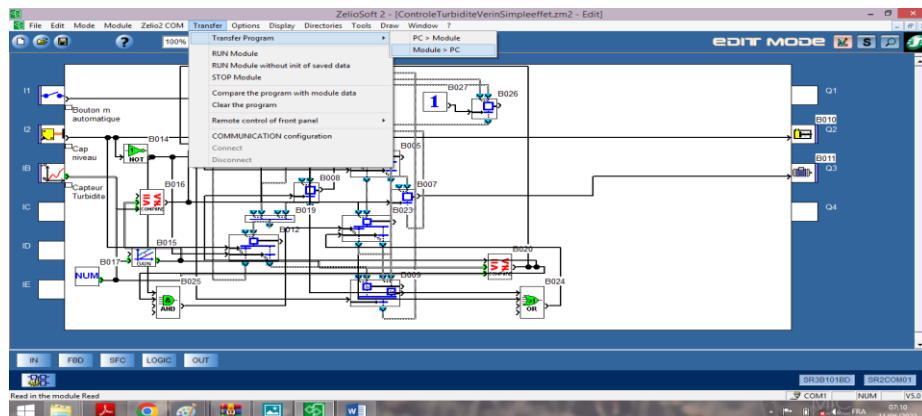 ZelioSoft 2 - [ControleTurbiditeVerinSimpleeffet.zm2 - Edit]
File Edit Mode Module Zelio2 COM Transfer Options Display Directories Tools Draw Window ?
100%
EDIT MODE
S
Transfer Program
RUN Module
RUN Module without init of saved data
STOP Module
Compare the program with module data
Clear the program
Remote control of front panel
COMMUNICATION configuration
Connect
Disconnect
PC > Module
Module > PC
I1
Bouton m
automatique
I2
Cap
niveau
IB
Capteur
Turbidite
IC
ID
IE
Q1
B010
Q2
B011
Q3
Q4
B027
1
B026
B014
NOT
B005
B008
B007
B016
COMPARE
B019
B023
B012
B015
GAIN
B017
NUM
B025
AND
B009
B020
COMPARE
B024
OR
IN FBD SFC LOGIC OUT
SR3B101BD SR2COM01
Read in the module Read
COM1 NUM
FRA
07:10